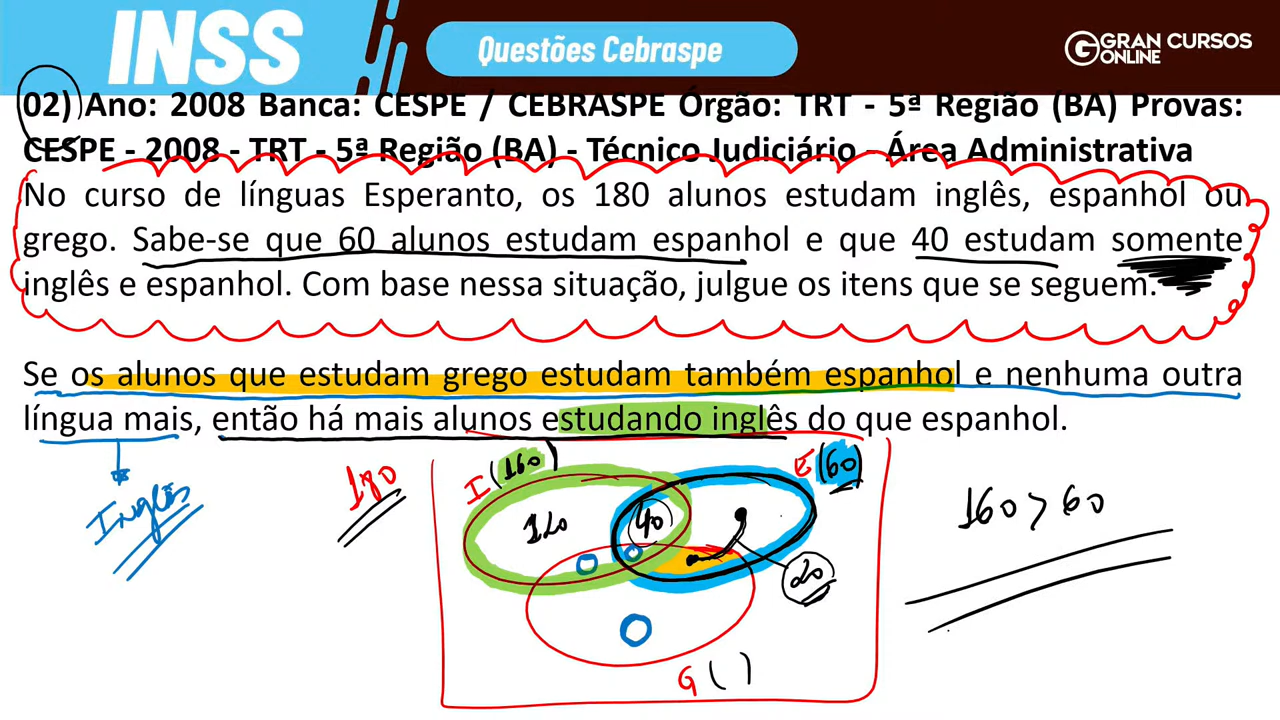 INSS
Questões Cebraspe
GRAN CURSOS
ONLINE
02) Ano: 2008 Banca: CESPE / CEBRASPE Órgão: TRT - 5ª Região (BA) Provas:
CESPE - 2008 - TRT - 5ª Região (BA) - Técnico Judiciário - Área Administrativa
No curso de línguas Esperanto, os 180 alunos estudam inglês, espanhol ou
grego. Sabe-se que 60 alunos estudam espanhol e que 40 estudam somente
inglês e espanhol. Com base nessa situação, julgue os itens que se seguem.
Se os alunos que estudam grego estudam também espanhol e nenhuma outra
língua mais, então há mais alunos estudando inglês do que espanhol.
Inglês
180
I (160)
E (60)
120
40
20
G ( )
160 > 60